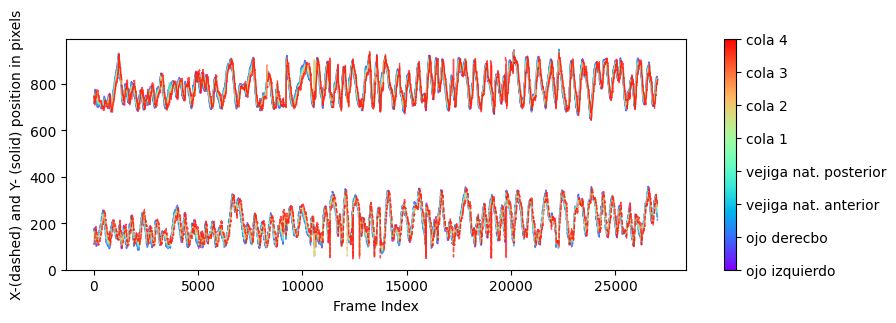 X-(dashed) and Y- (solid) position in pixels
800
600
400
200
0
0
5000
10000
15000
20000
25000
Frame Index
cola 4
cola 3
cola 2
cola 1
vejiga nat. posterior
vejiga nat. anterior
ojo derecbo
ojo izquierdo